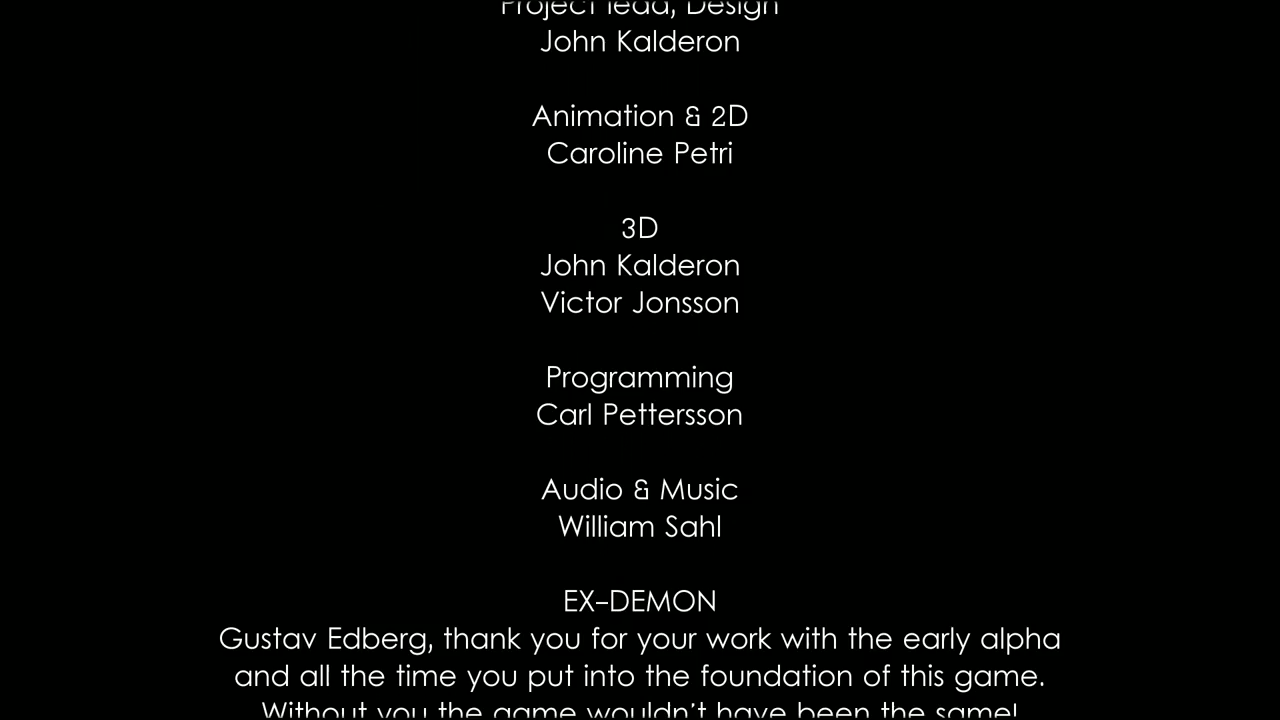 Project lead, Design
John Kalderon
Animation & 2D
Caroline Petri
3D
John Kalderon
Victor Jonsson
Programming
Carl Pettersson
Audio & Music
William Sahl
EX-DEMON
Gustav Edberg, thank you for your work with the early alpha
and all the time you put into the foundation of this game.
Without you the game wouldn't have been the same!